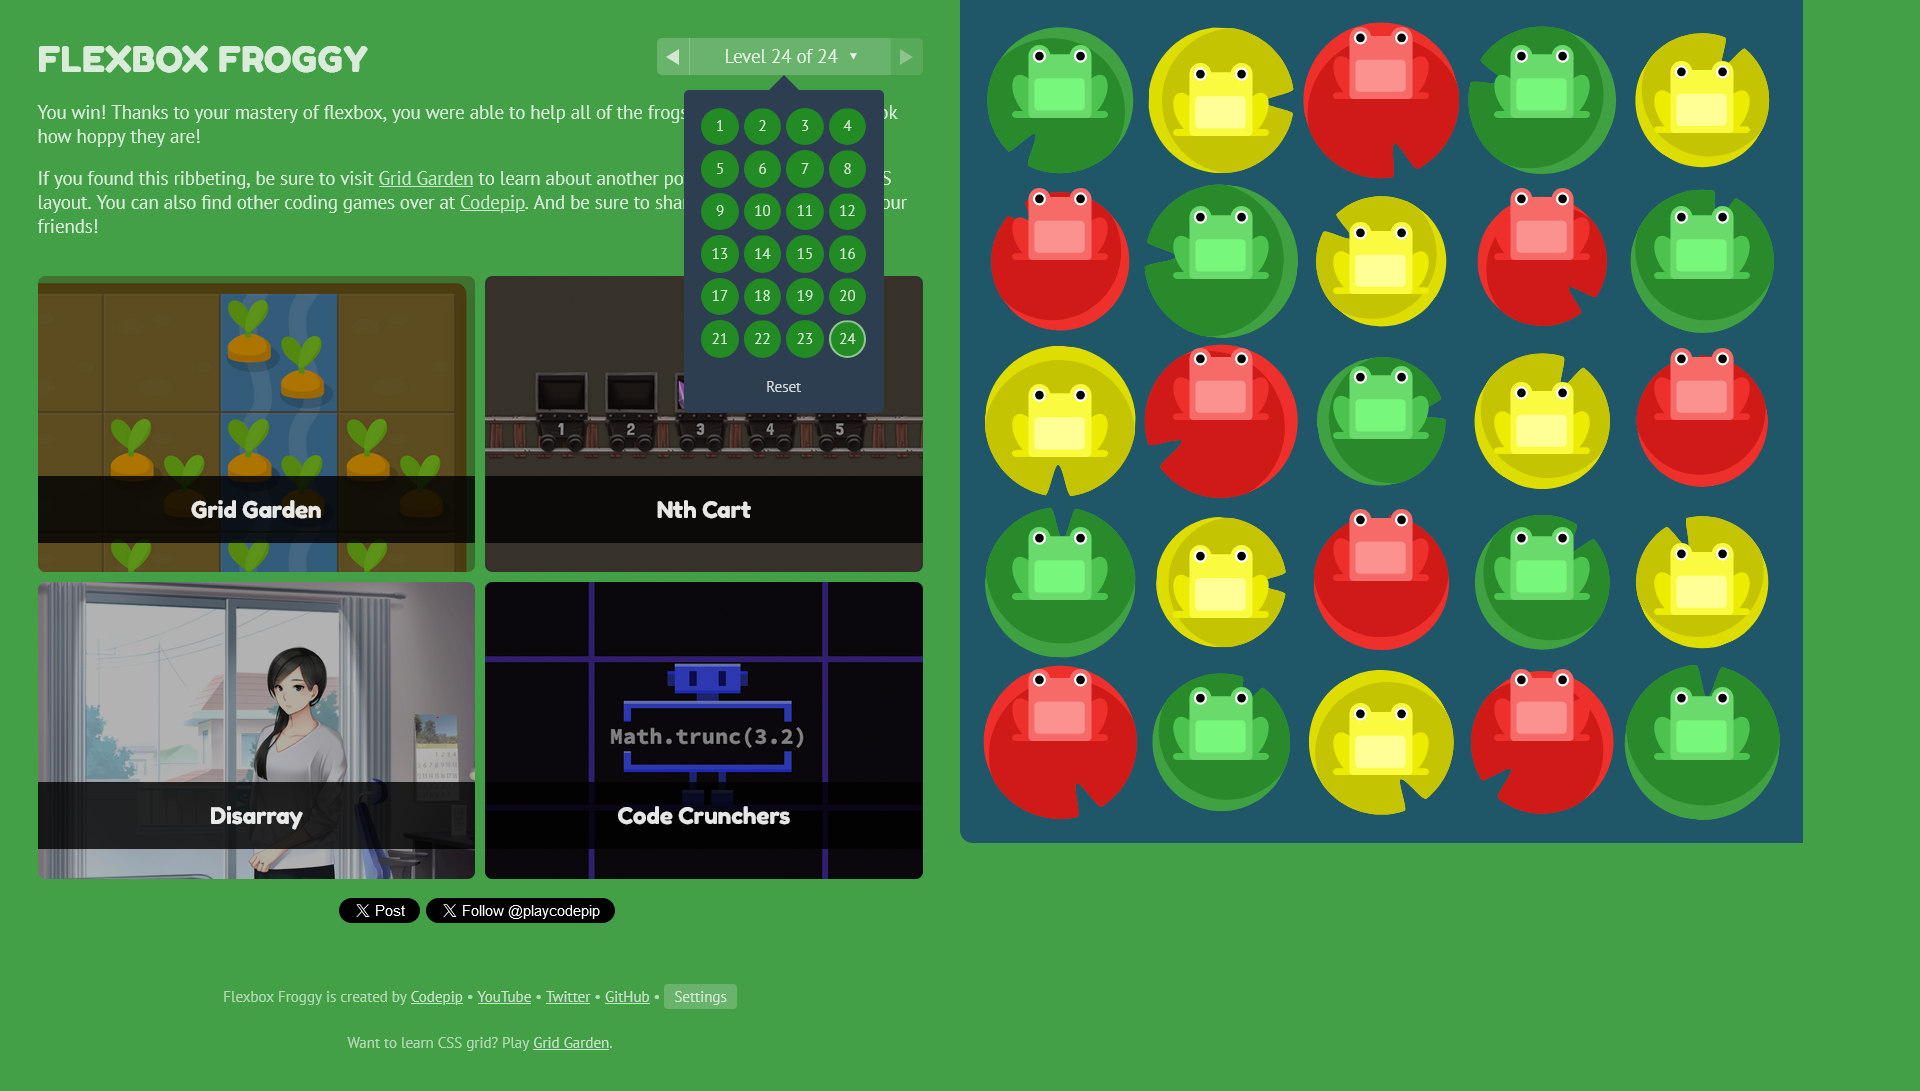 FLEXBOX FROGGY
◀ Level 24 of 24 ▼ ▶
You win! Thanks to your mastery of flexbox, you were able to help all of the frogs
how hoppy they are!
If you found this ribbeting, be sure to visit Grid Garden to learn about another
layout. You can also find other coding games over at Codepip. And be sure to
friends!
1 2 3 4
5 6 7 8
9 10 11 12
13 14 15 16
17 18 19 20
21 22 23 24
Reset
1 2 3 4 5
Grid Garden
Nth Cart
Math.trunc(3.2)
Disarray
Code Crunchers
Post
Follow @playcodepip
Flexbox Froggy is created by Codepip • YouTube • Twitter • GitHub • Settings
Want to learn CSS grid? Play Grid Garden.